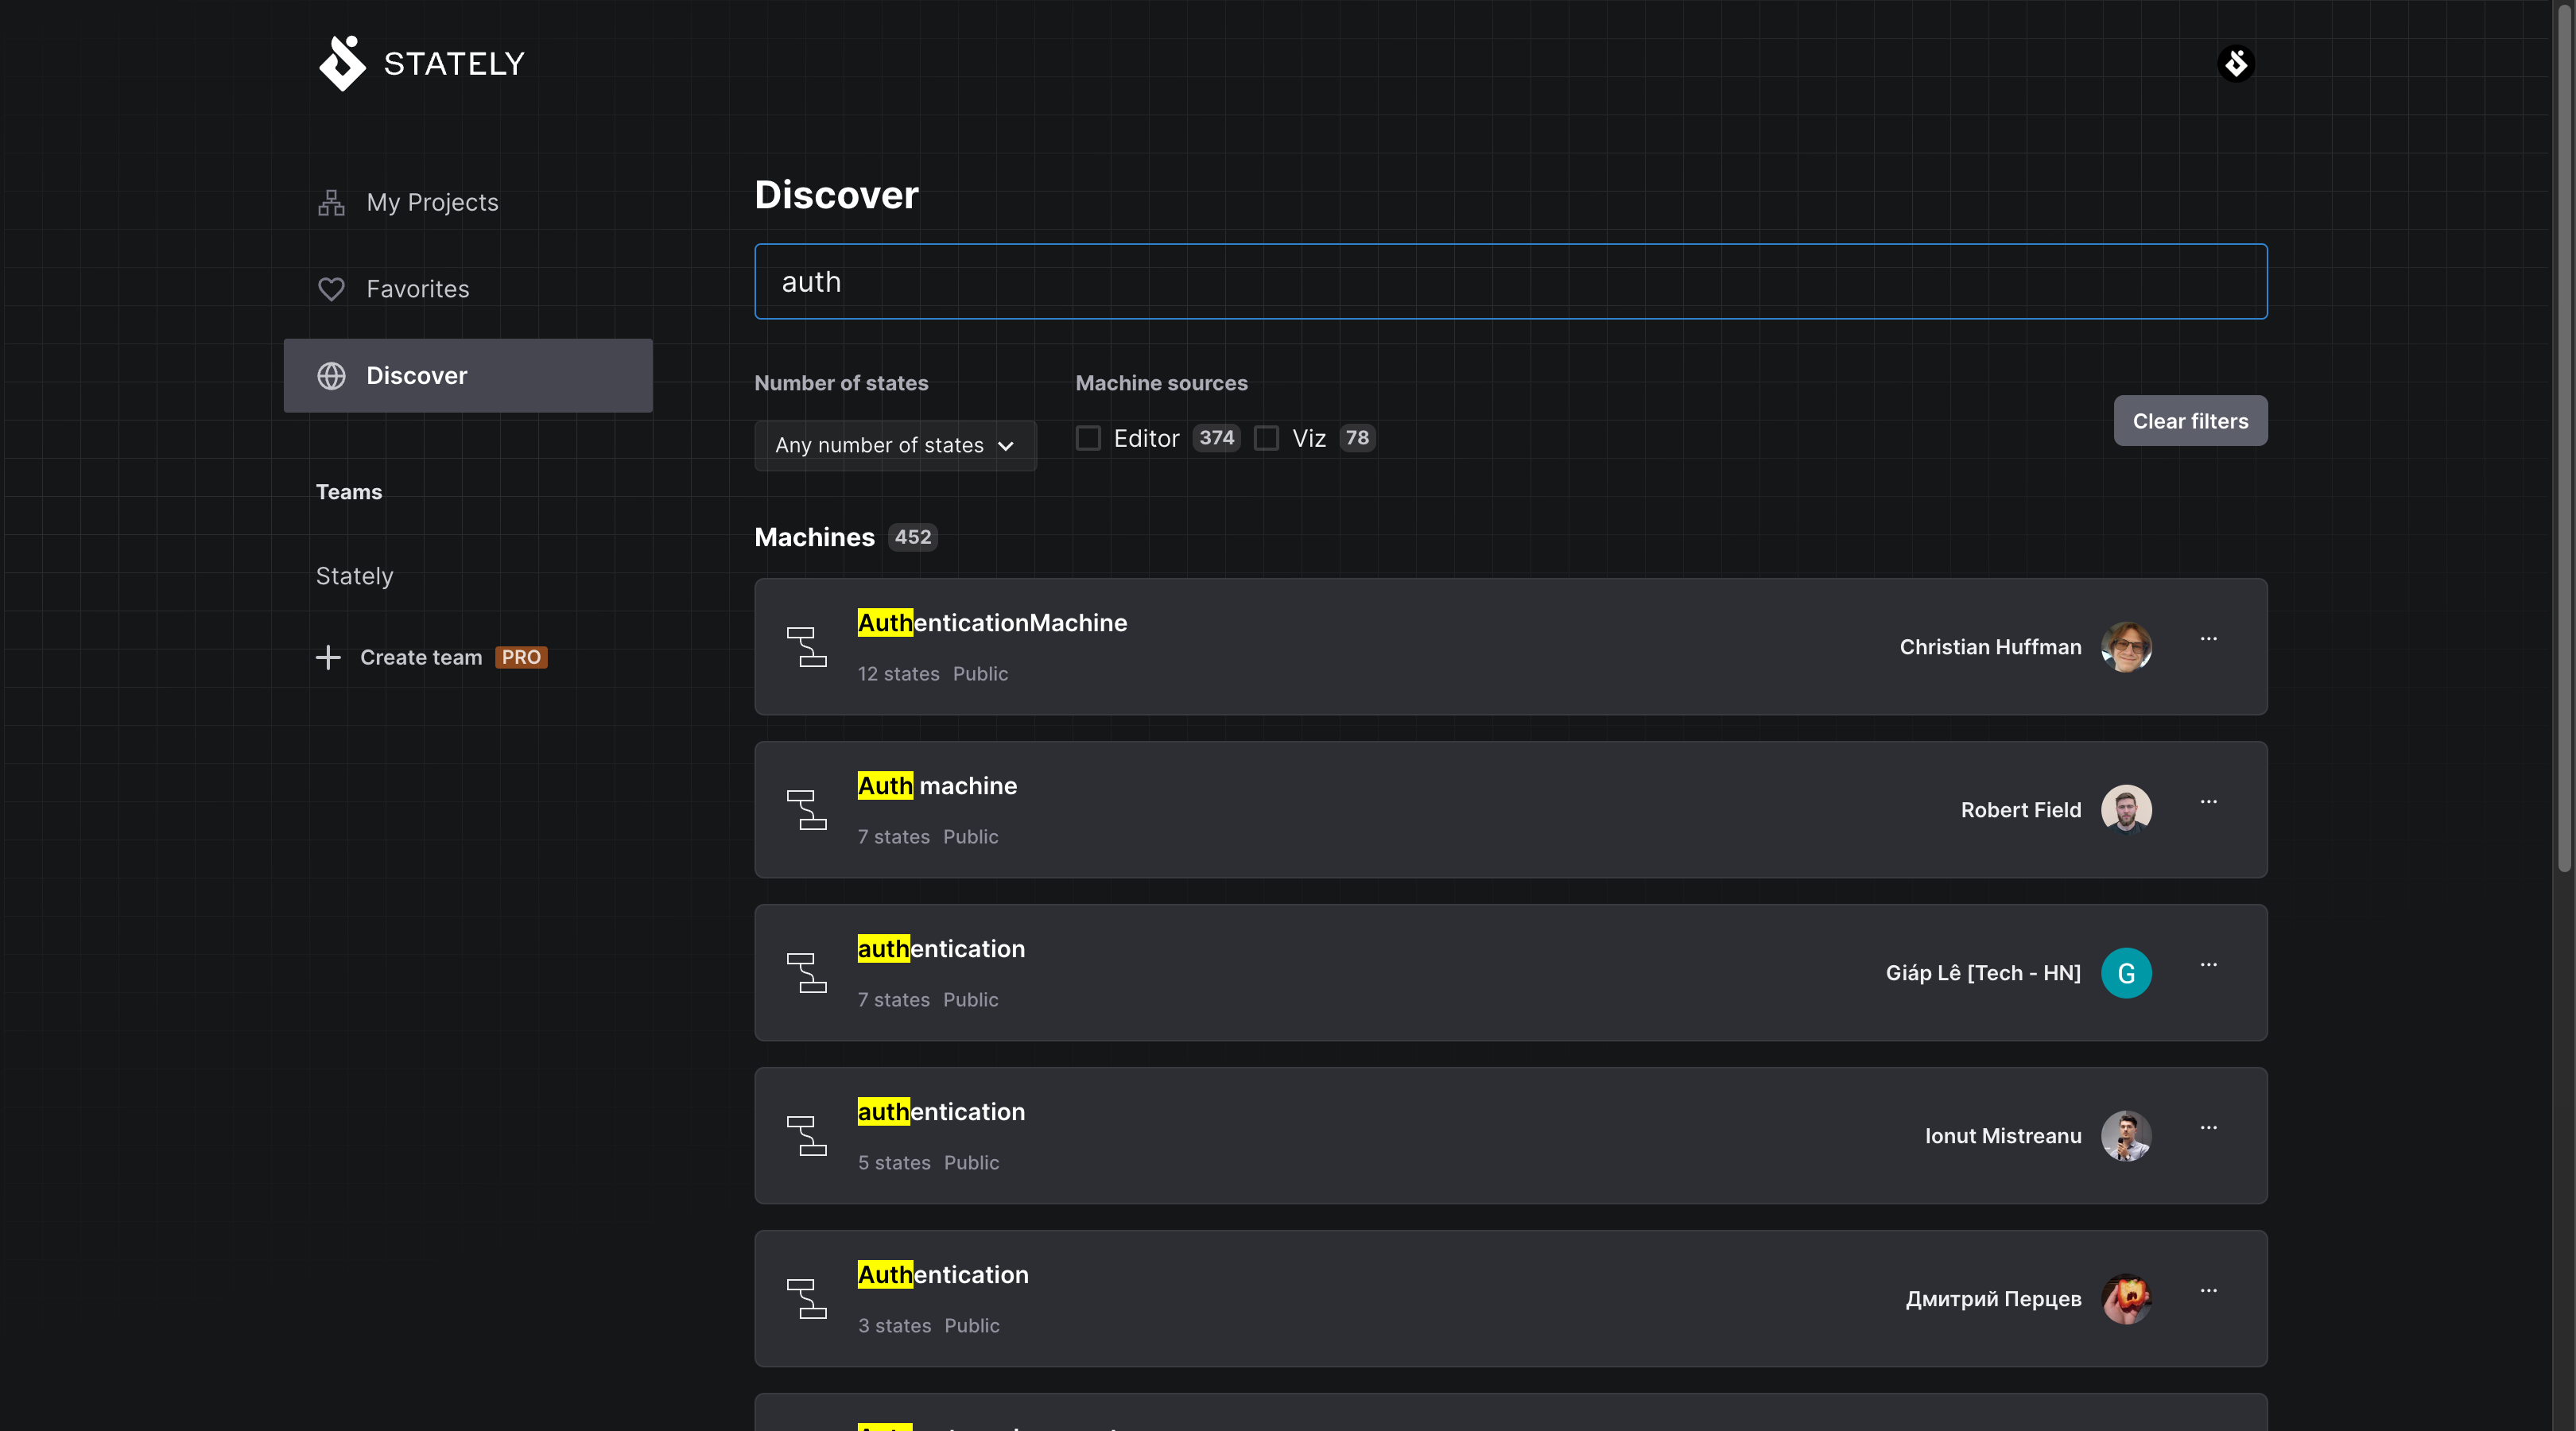 STATELY
My Projects
Favorites
Discover
Teams
Stately
Create team PRO
Discover
auth
Number of states
Any number of states
Machine sources
Editor 374 Viz 78
Clear filters
Machines 452
AuthenticationMachine
12 states Public
Christian Huffman
Auth machine
7 states Public
Robert Field
authentication
7 states Public
Giáp Lê [Tech - HN]
G
authentication
5 states Public
Ionut Mistreanu
Authentication
3 states Public
Дмитрий Перцев